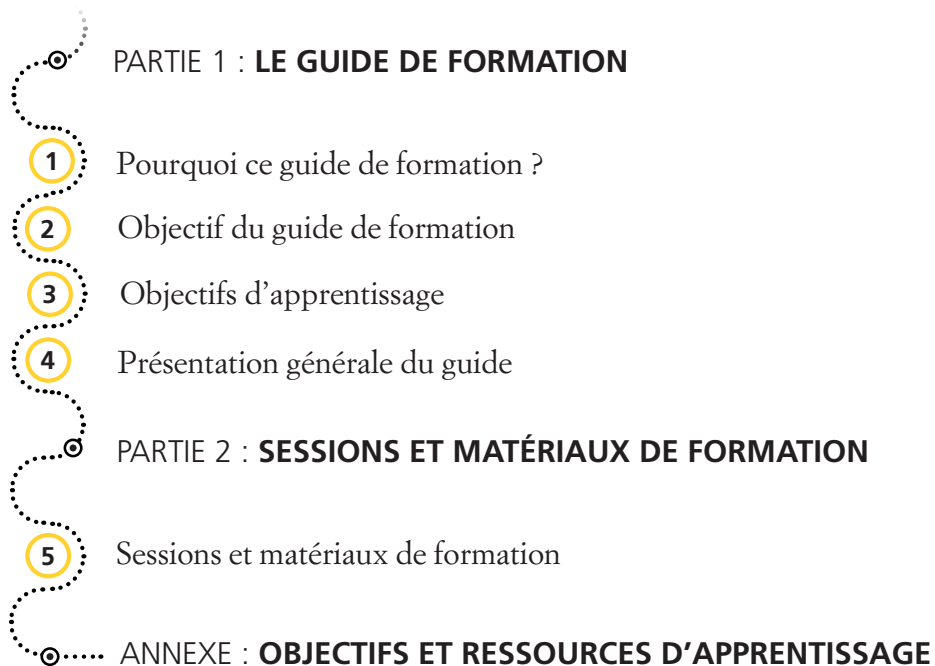 PARTIE 1 : LE GUIDE DE FORMATION
1 Pourquoi ce guide de formation ?
2 Objectif du guide de formation
3 Objectifs d’apprentissage
4 Présentation générale du guide
PARTIE 2 : SESSIONS ET MATÉRIAUX DE FORMATION
5 Sessions et matériaux de formation
ANNEXE : OBJECTIFS ET RESSOURCES D’APPRENTISSAGE